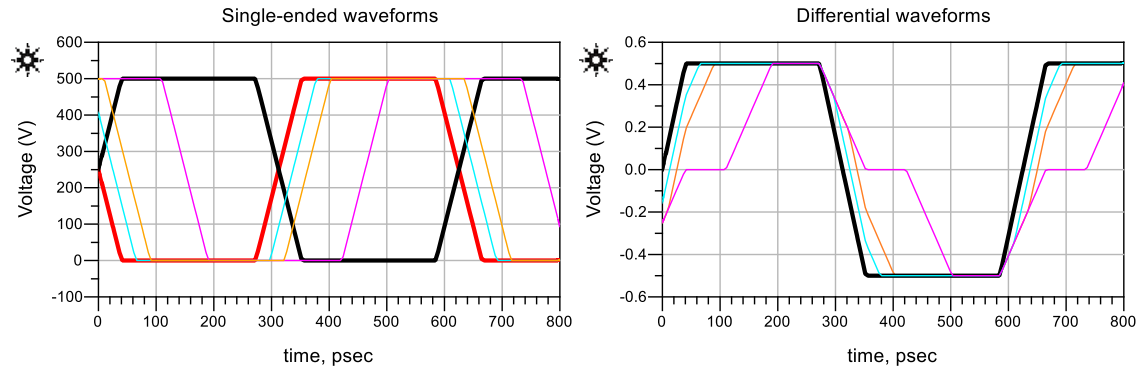 Single-ended waveforms
600
500
400
300
200
100
0
-100
Voltage (V)
0 100 200 300 400 500 600 700 800
time, psec
Differential waveforms
0.6
0.4
0.2
0.0
-0.2
-0.4
-0.6
Voltage (V)
0 100 200 300 400 500 600 700 800
time, psec